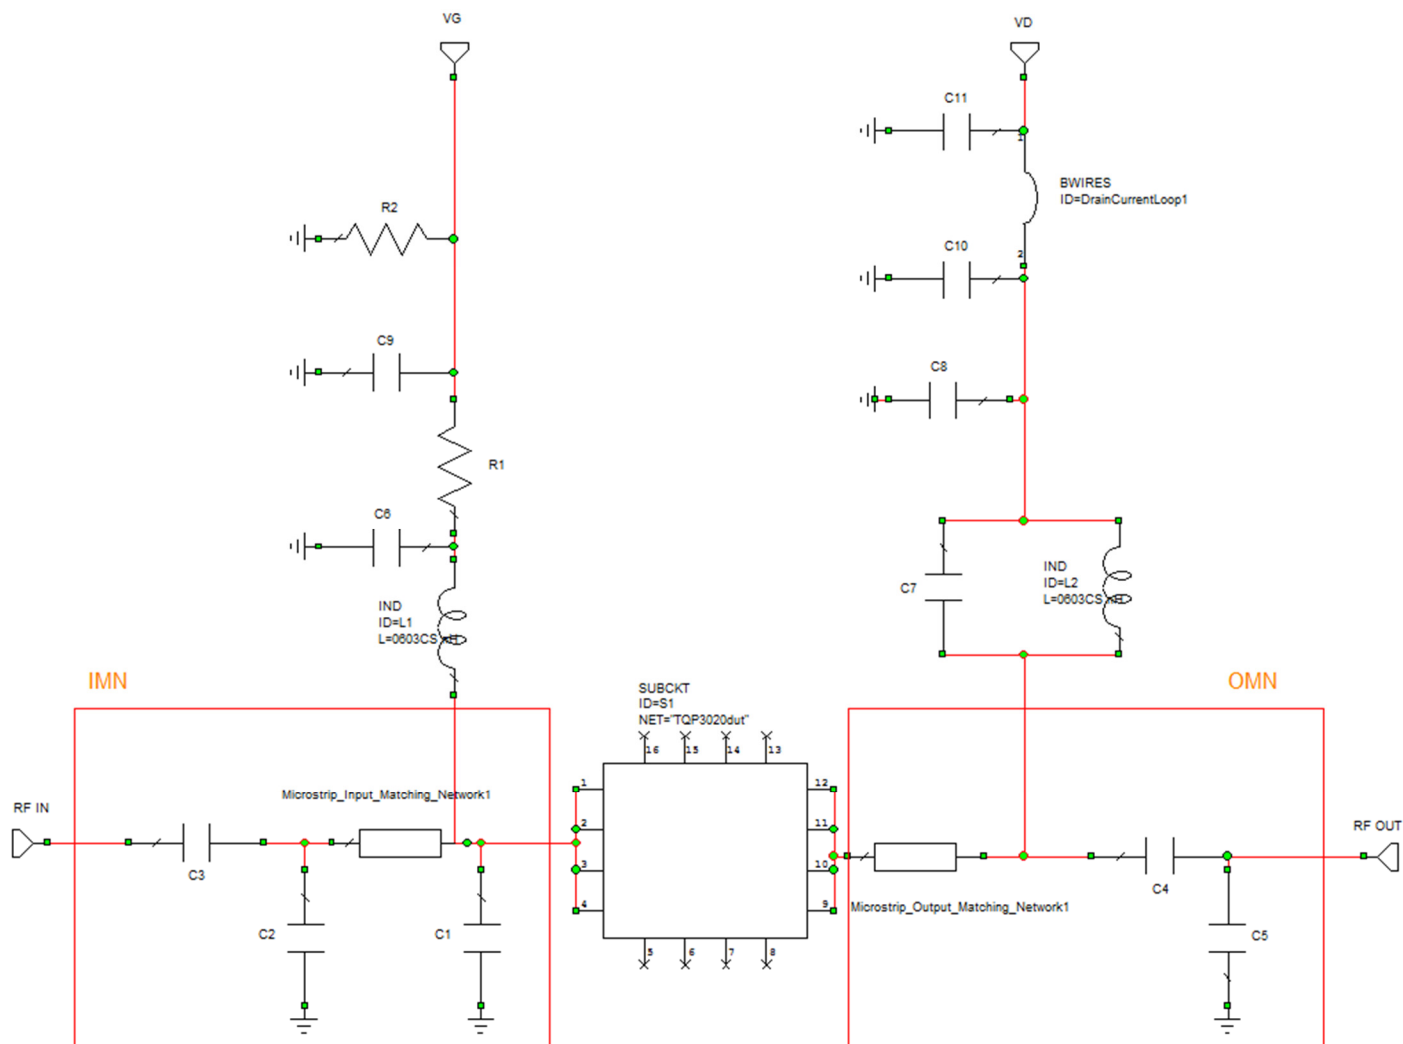 VG
VD
C11
1
BWIRES
ID=DrainCurrentLoop1
R2
C10
2
C9
C8
R1
C6
IND
ID=L1
L=0603CS nH
C7
IND
ID=L2
L=0603CS nH
IMN
OMN
SUBCKT
ID=S1
NET="TQP3020dut"
16
15
14
13
1
12
Microstrip_Input_Matching_Network1
RF IN
2
11
RF OUT
3
10
C3
C4
4
9
Microstrip_Output_Matching_Network1
C2
C1
C5
5
6
7
8